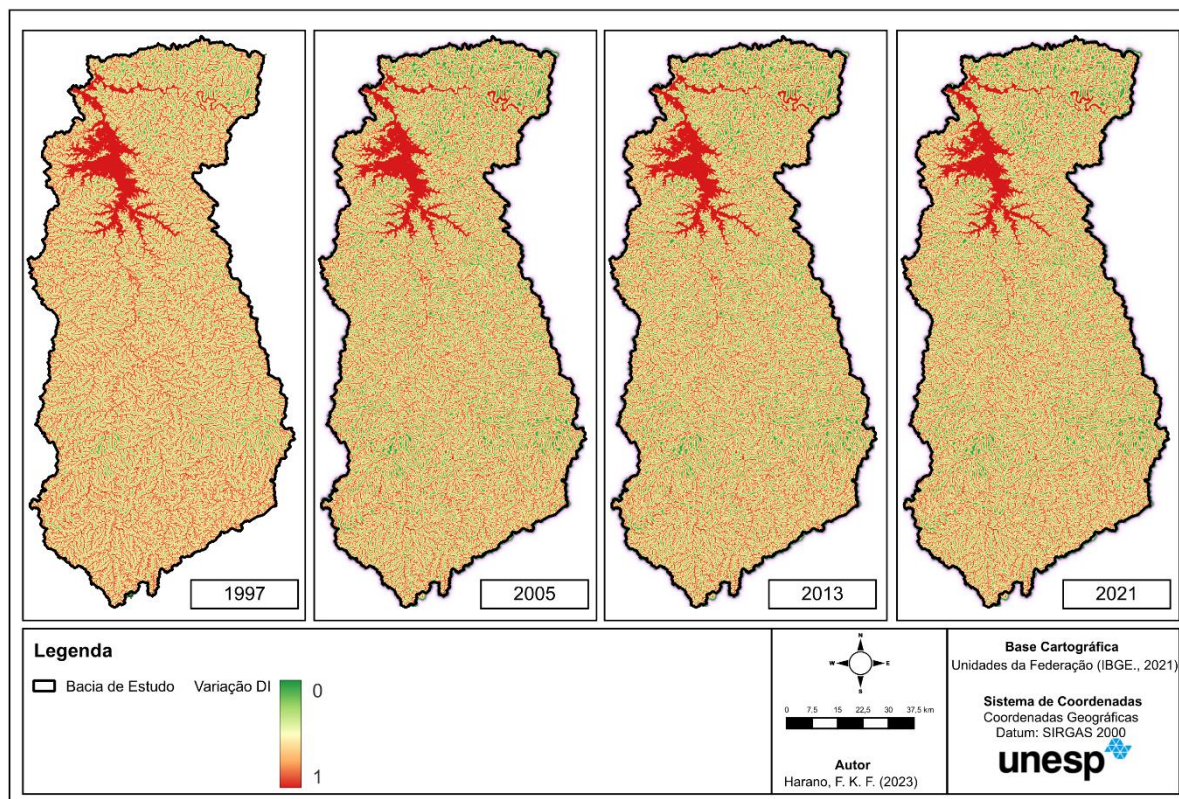 1997
2005
2013
2021
Legenda
Bacia de Estudo
Variação DI
0
1
N
W
E
S
0 7,5 15 22,5 30 37,5 km
Autor
Harano, F. K. F. (2023)
Base Cartográfica
Unidades da Federação (IBGE., 2021)
Sistema de Coordenadas
Coordenadas Geográficas
Datum: SIRGAS 2000
unesp